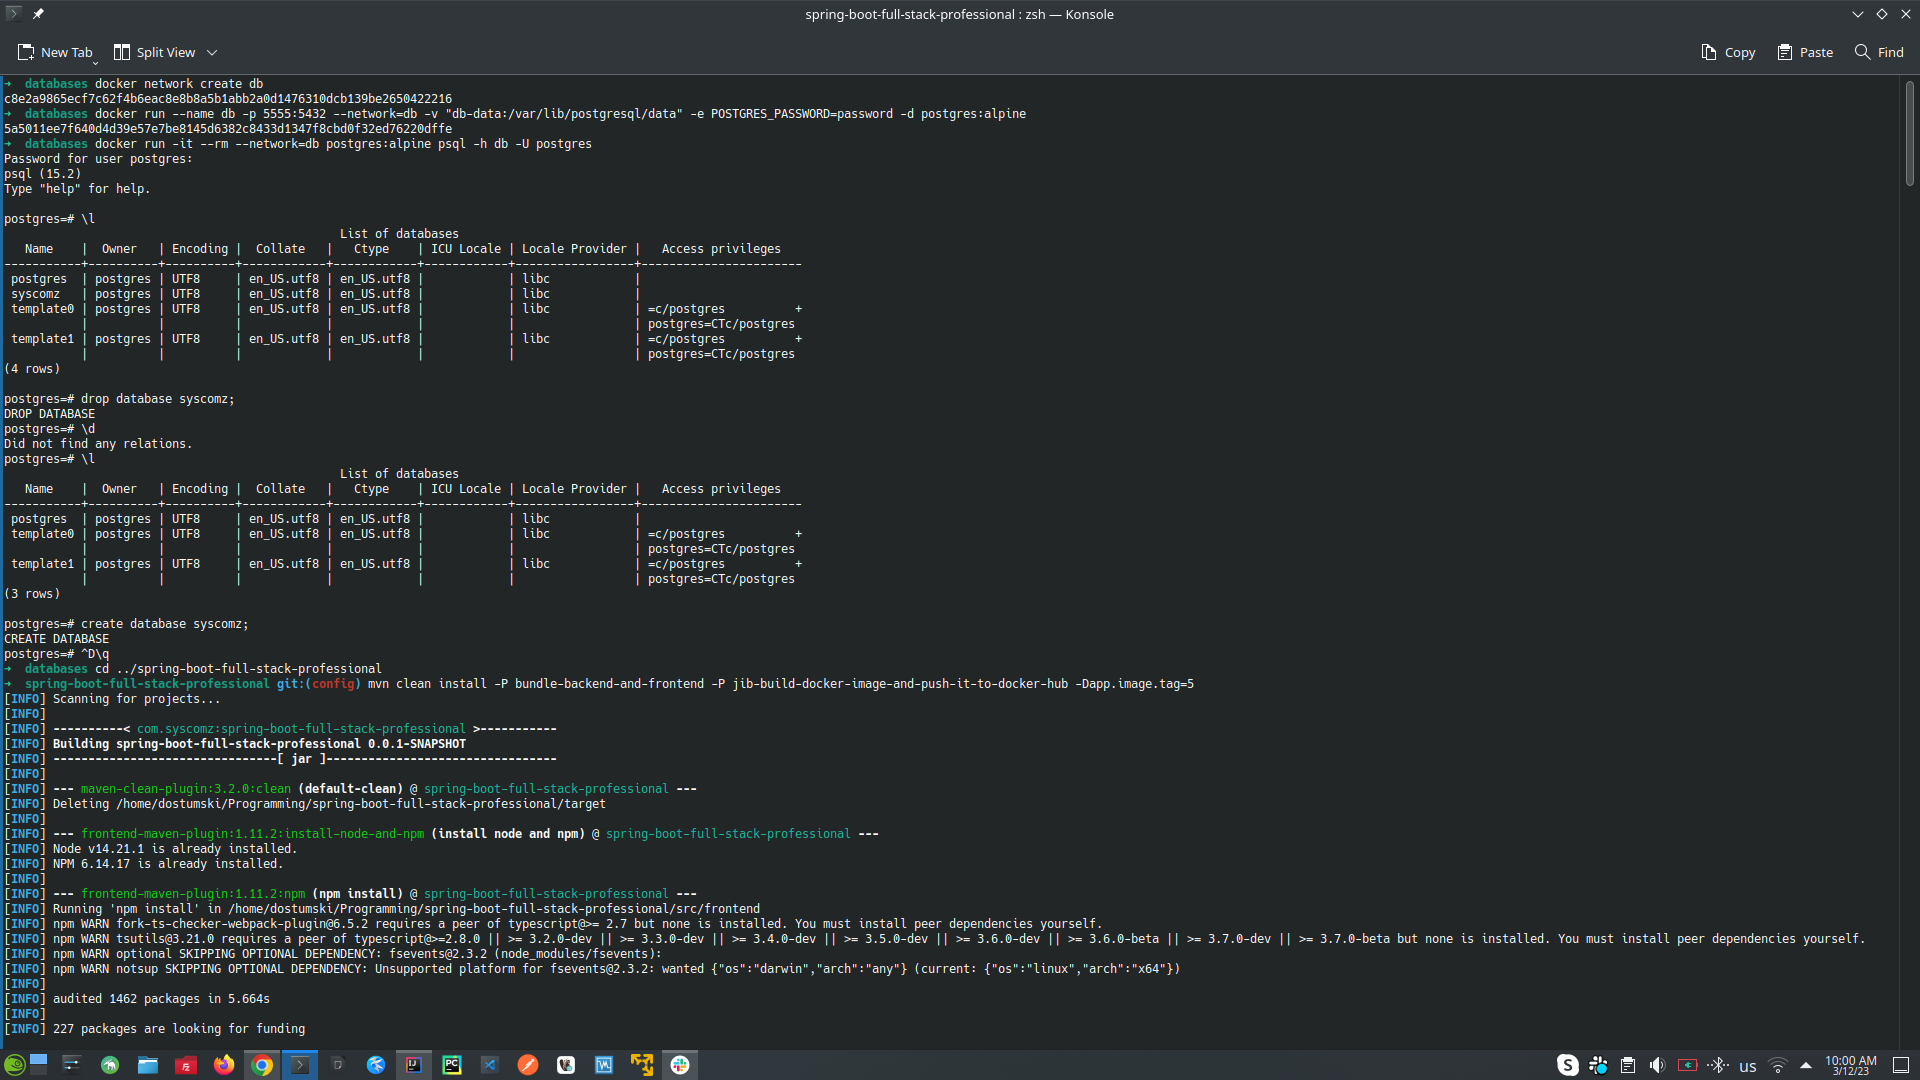 spring-boot-full-stack-professional : zsh — Konsole
New Tab  Split View  Copy  Paste  Find
→  databases docker network create db
c8e2a9865ecf7c62f4b6eac8e8b8a5b1abb2a0d1476310dcb139be2650422216
→  databases docker run --name db -p 5555:5432 --network=db -v "db-data:/var/lib/postgresql/data" -e POSTGRES_PASSWORD=password -d postgres:alpine
5a5011ee7f640d4d39e57e7be8145d6382c8433d1347f8cbd0f32ed76220dffe
→  databases docker run -it --rm --network=db postgres:alpine psql -h db -U postgres
Password for user postgres:
psql (15.2)
Type "help" for help.

postgres=# \l
                                                List of databases
   Name    |  Owner   | Encoding |  Collate   |   Ctype    | ICU Locale | Locale Provider |   Access privileges
-----------+----------+----------+------------+------------+------------+-----------------+-----------------------
 postgres  | postgres | UTF8     | en_US.utf8 | en_US.utf8 |            | libc            |
 syscomz   | postgres | UTF8     | en_US.utf8 | en_US.utf8 |            | libc            |
 template0 | postgres | UTF8     | en_US.utf8 | en_US.utf8 |            | libc            | =c/postgres          +
           |          |          |            |            |            |                 | postgres=CTc/postgres
 template1 | postgres | UTF8     | en_US.utf8 | en_US.utf8 |            | libc            | =c/postgres          +
           |          |          |            |            |            |                 | postgres=CTc/postgres
(4 rows)

postgres=# drop database syscomz;
DROP DATABASE
postgres=# \d
Did not find any relations.
postgres=# \l
                                                List of databases
   Name    |  Owner   | Encoding |  Collate   |   Ctype    | ICU Locale | Locale Provider |   Access privileges
-----------+----------+----------+------------+------------+------------+-----------------+-----------------------
 postgres  | postgres | UTF8     | en_US.utf8 | en_US.utf8 |            | libc            |
 template0 | postgres | UTF8     | en_US.utf8 | en_US.utf8 |            | libc            | =c/postgres          +
           |          |          |            |            |            |                 | postgres=CTc/postgres
 template1 | postgres | UTF8     | en_US.utf8 | en_US.utf8 |            | libc            | =c/postgres          +
           |          |          |            |            |            |                 | postgres=CTc/postgres
(3 rows)

postgres=# create database syscomz;
CREATE DATABASE
postgres=# ^D\q
→  databases cd ../spring-boot-full-stack-professional
→  spring-boot-full-stack-professional git:(config) mvn clean install -P bundle-backend-and-frontend -P jib-build-docker-image-and-push-it-to-docker-hub -Dapp.image.tag=5
[INFO] Scanning for projects...
[INFO]
[INFO] ----------< com.syscomz:spring-boot-full-stack-professional >-----------
[INFO] Building spring-boot-full-stack-professional 0.0.1-SNAPSHOT
[INFO] --------------------------------[ jar ]---------------------------------
[INFO]
[INFO] --- maven-clean-plugin:3.2.0:clean (default-clean) @ spring-boot-full-stack-professional ---
[INFO] Deleting /home/dostumski/Programming/spring-boot-full-stack-professional/target
[INFO]
[INFO] --- frontend-maven-plugin:1.11.2:install-node-and-npm (install node and npm) @ spring-boot-full-stack-professional ---
[INFO] Node v14.21.1 is already installed.
[INFO] NPM 6.14.17 is already installed.
[INFO]
[INFO] --- frontend-maven-plugin:1.11.2:npm (npm install) @ spring-boot-full-stack-professional ---
[INFO] Running 'npm install' in /home/dostumski/Programming/spring-boot-full-stack-professional/src/frontend
[INFO] npm WARN fork-ts-checker-webpack-plugin@6.5.2 requires a peer of typescript@>= 2.7 but none is installed. You must install peer dependencies yourself.
[INFO] npm WARN tsutils@3.21.0 requires a peer of typescript@>=2.8.0 || >= 3.2.0-dev || >= 3.3.0-dev || >= 3.4.0-dev || >= 3.5.0-dev || >= 3.6.0-dev || >= 3.6.0-beta || >= 3.7.0-dev || >= 3.7.0-beta but none is installed. You must install peer dependencies yourself.
[INFO] npm WARN optional SKIPPING OPTIONAL DEPENDENCY: fsevents@2.3.2 (node_modules/fsevents):
[INFO] npm WARN notsup SKIPPING OPTIONAL DEPENDENCY: Unsupported platform for fsevents@2.3.2: wanted {"os":"darwin","arch":"any"} (current: {"os":"linux","arch":"x64"})
[INFO]
[INFO] audited 1462 packages in 5.664s
[INFO]
[INFO] 227 packages are looking for funding
us  10:00 AM
3/12/23